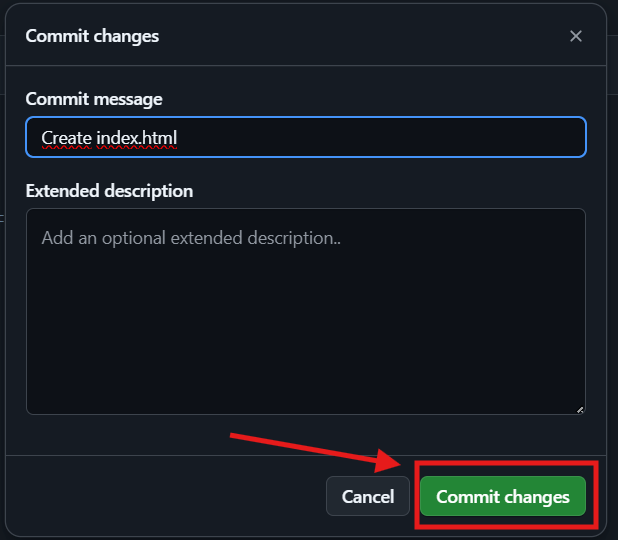 Commit changes
Commit message
Create index.html
Extended description
Add an optional extended description..
Cancel
Commit changes